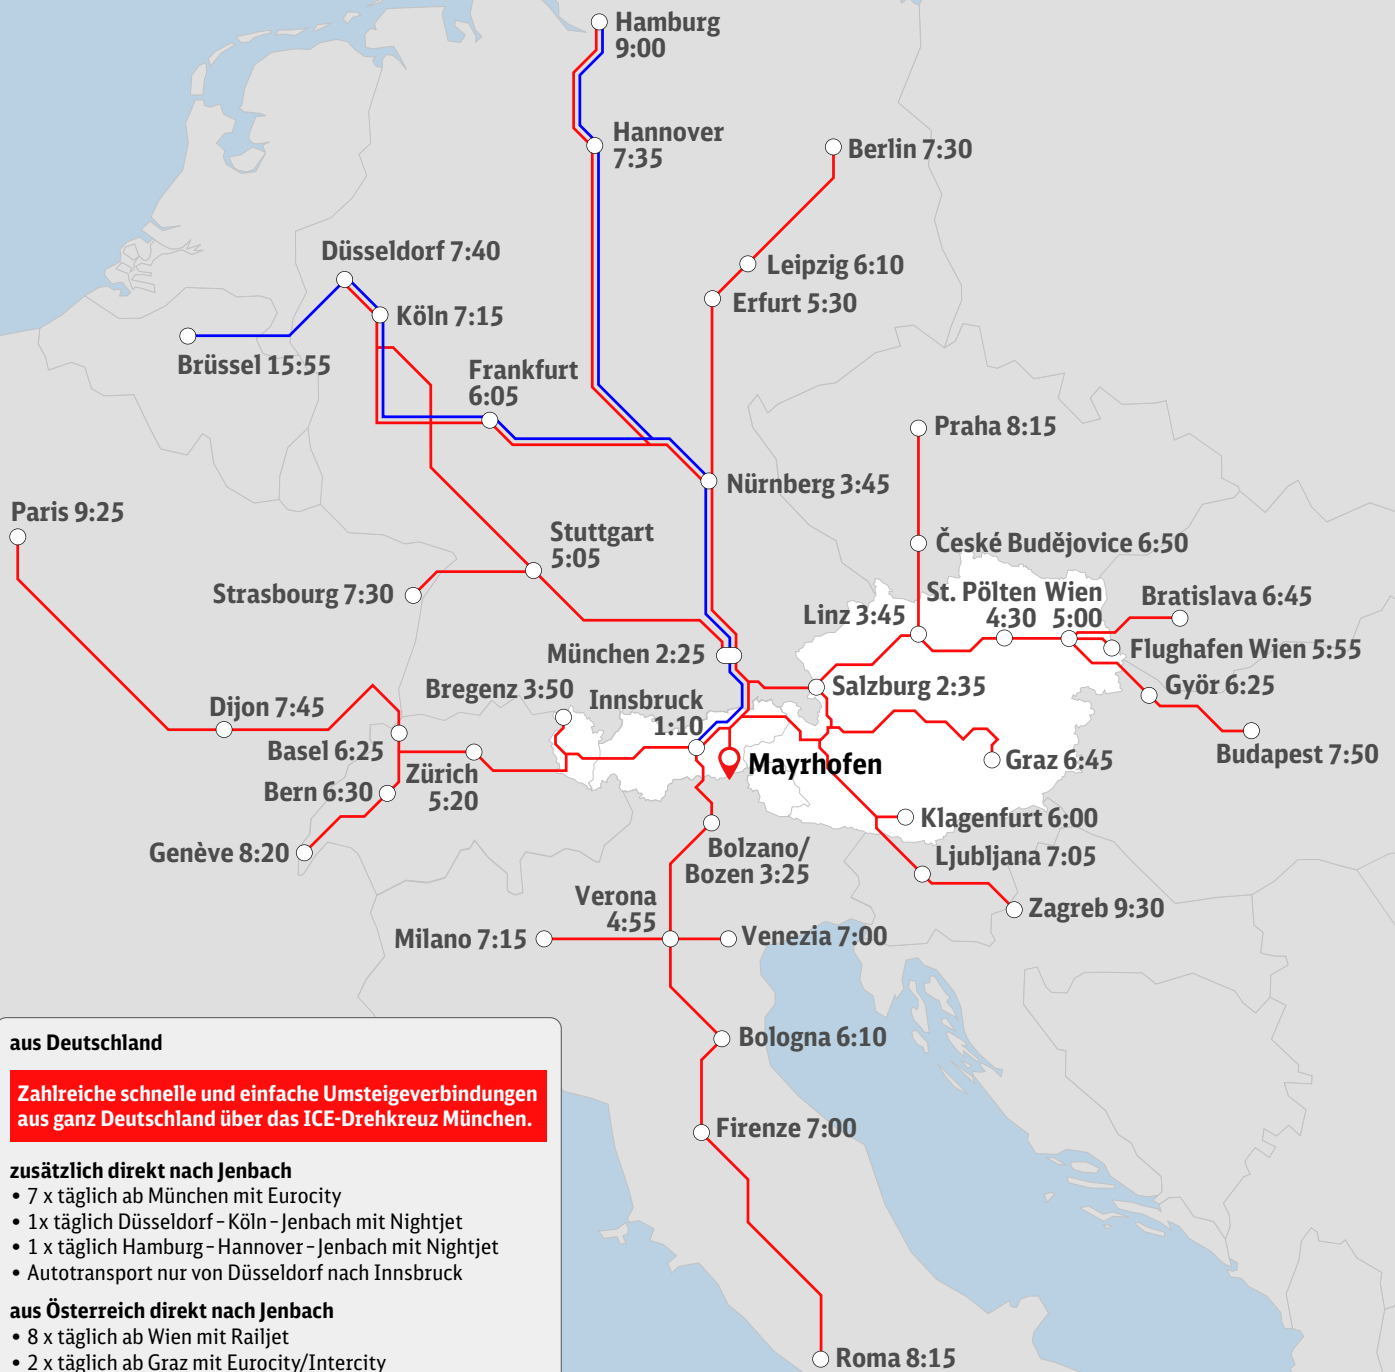 Hamburg
9:00
Hannover
7:35
Berlin 7:30
Düsseldorf 7:40
Leipzig 6:10
Erfurt 5:30
Köln 7:15
Brüssel 15:55
Frankfurt
6:05
Praha 8:15
Nürnberg 3:45
Paris 9:25
Stuttgart
5:05
České Budějovice 6:50
Strasbourg 7:30
St. Pölten
4:30
Wien
5:00
Bratislava 6:45
Linz 3:45
München 2:25
Flughafen Wien 5:55
Bregenz 3:50
Innsbruck
1:10
Salzburg 2:35
Györ 6:25
Dijon 7:45
Basel 6:25
Zürich
5:20
Mayrhofen
Graz 6:45
Budapest 7:50
Bern 6:30
Klagenfurt 6:00
Genève 8:20
Bolzano/
Bozen 3:25
Ljubljana 7:05
Verona
4:55
Zagreb 9:30
Milano 7:15
Venezia 7:00
Bologna 6:10
Firenze 7:00
Roma 8:15
aus Deutschland
Zahlreiche schnelle und einfache Umsteigeverbindungen
aus ganz Deutschland über das ICE-Drehkreuz München.
zusätzlich direkt nach Jenbach
• 7 x täglich ab München mit Eurocity
• 1x täglich Düsseldorf–Köln–Jenbach mit Nightjet
• 1 x täglich Hamburg–Hannover–Jenbach mit Nightjet
• Autotransport nur von Düsseldorf nach Innsbruck
aus Österreich direkt nach Jenbach
• 8 x täglich ab Wien mit Railjet
• 2 x täglich ab Graz mit Eurocity/Intercity